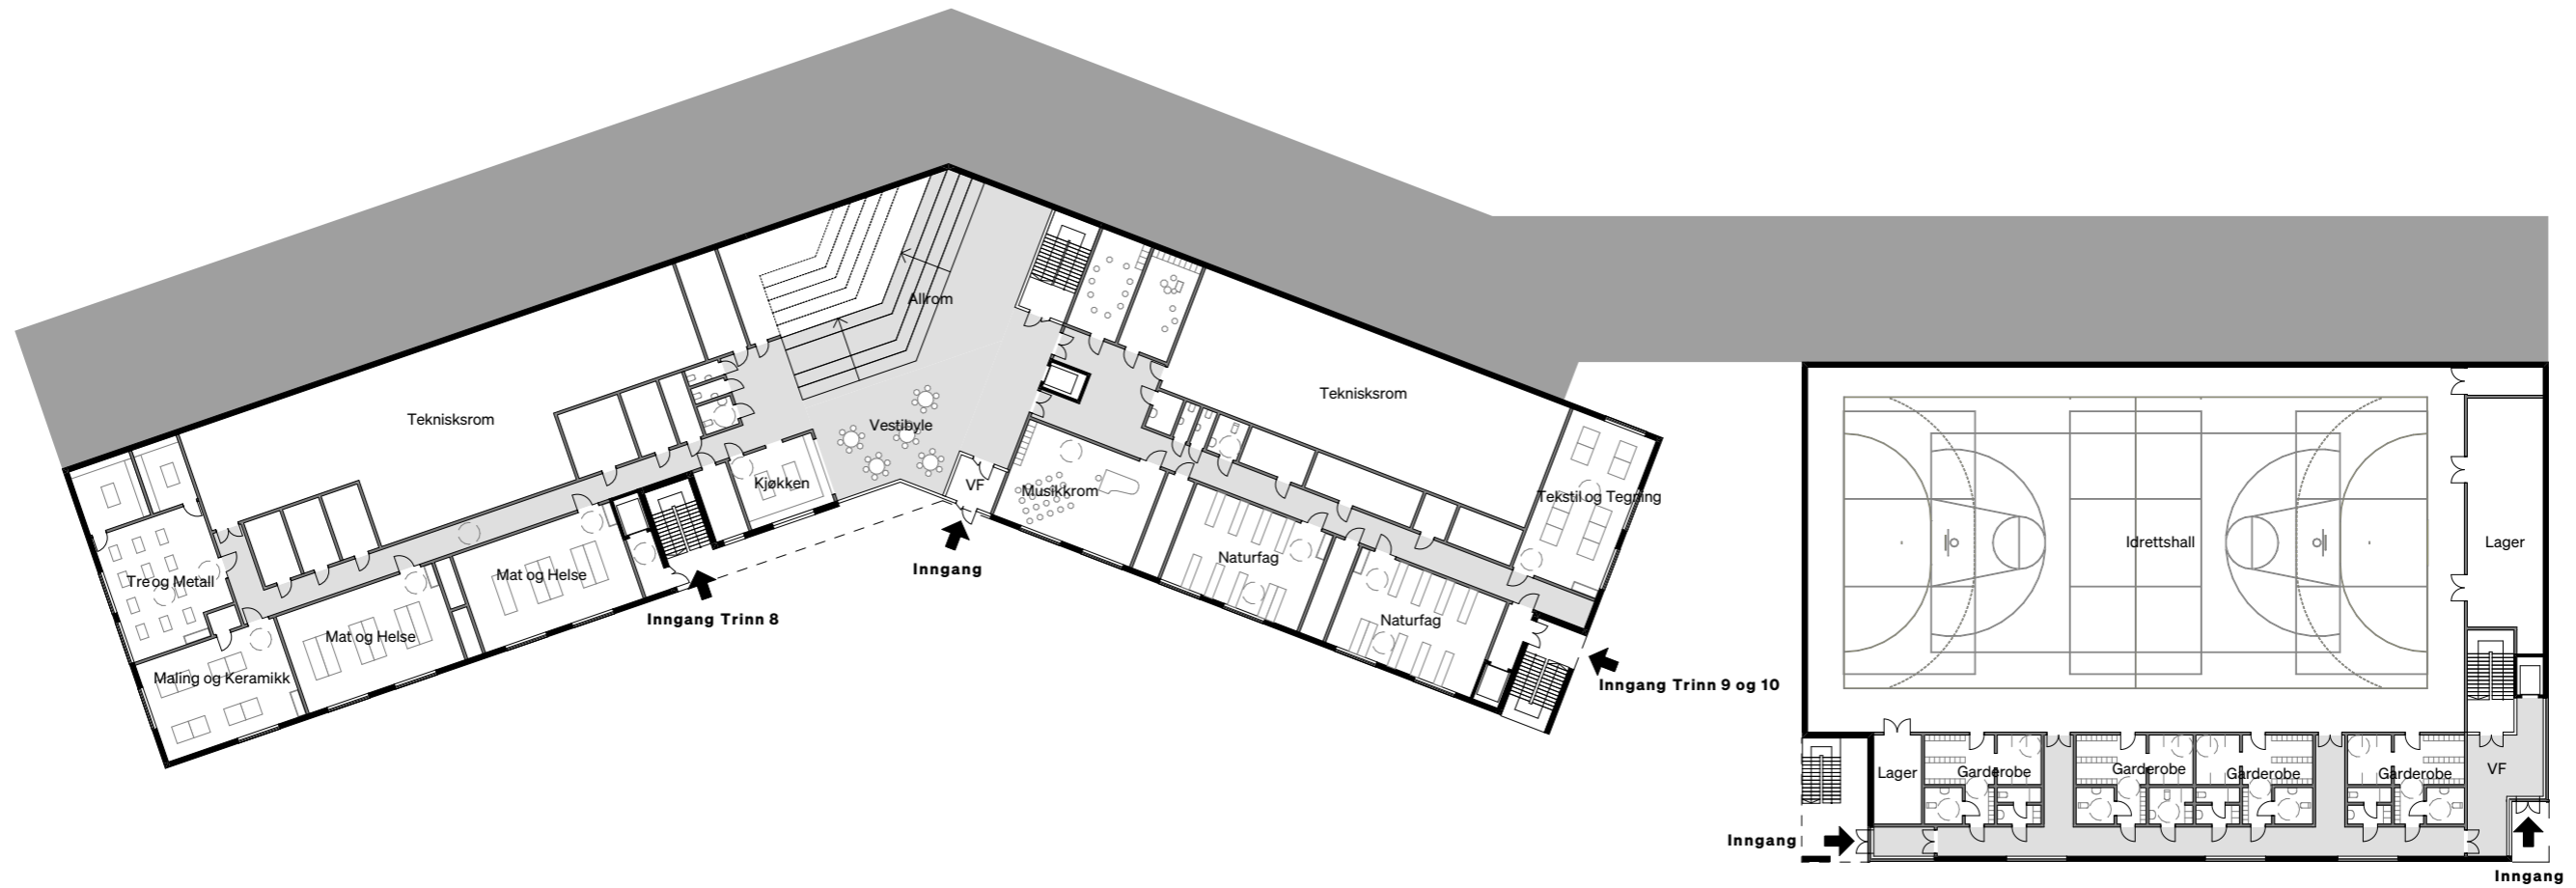 Allrom
Tekniskrom
Tekniskrom
Vestibyle
Kjøkken
VF
Musikkrom
Tekstil og Tegning
Idrettshall
Lager
Naturfag
Inngang
Mat og Helse
Tre og Metall
Inngang Trinn 8
Naturfag
Mat og Helse
Maling og Keramikk
Inngang Trinn 9 og 10
Lager
Garderobe
Garderobe
Garderobe
Garderobe
VF
Inngang
Inngang